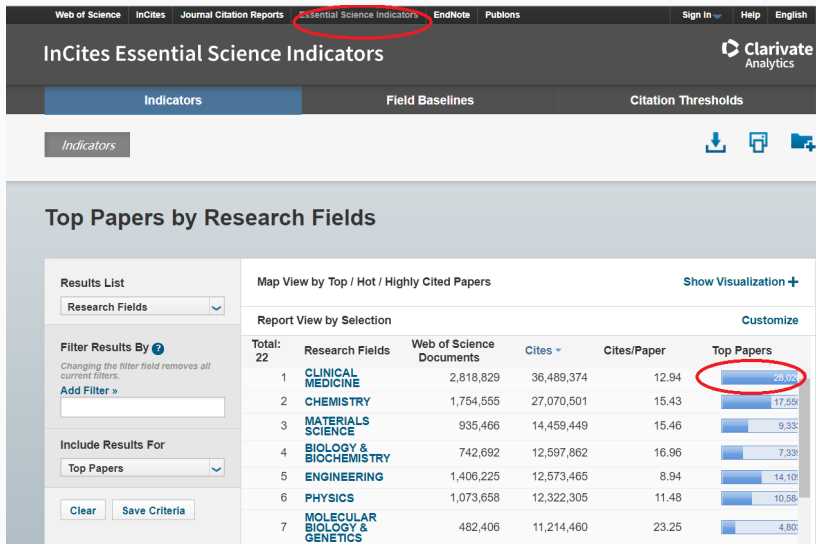 Web of Science InCites Journal Citation Reports Essential Science Indicators EndNote Publons Sign In Help English
InCites Essential Science Indicators
Clarivate
Analytics
Indicators Field Baselines Citation Thresholds
Indicators
Top Papers by Research Fields
Results List
Research Fields
Filter Results By ?
Changing the filter field removes all
current filters.
Add Filter »
Include Results For
Top Papers
Clear Save Criteria
Map View by Top / Hot / Highly Cited Papers Show Visualization +
Report View by Selection Customize
Total:
22 Research Fields Web of Science
Documents Cites Cites/Paper Top Papers
1 CLINICAL
MEDICINE 2,818,829 36,489,374 12.94
2 CHEMISTRY 1,754,555 27,070,501 15.43
3 MATERIALS
SCIENCE 935,466 14,459,449 15.46
4 BIOLOGY &
BIOCHEMISTRY 742,692 12,597,862 16.96
5 ENGINEERING 1,406,225 12,573,465 8.94
6 PHYSICS 1,073,658 12,322,305 11.48
7 MOLECULAR
BIOLOGY &
GENETICS 482,406 11,214,460 23.25